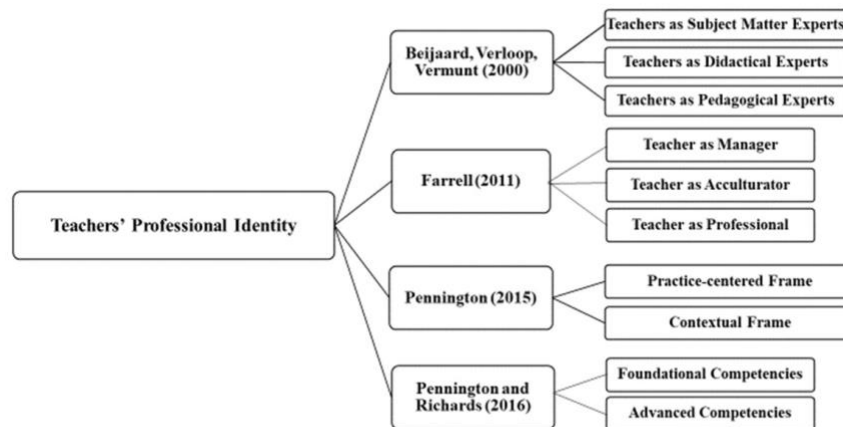 Teachers' Professional Identity
Beijaard, Verloop,
Vermunt (2000)
Teachers as Subject Matter Experts
Teachers as Didactical Experts
Teachers as Pedagogical Experts
Farrell (2011)
Teacher as Manager
Teacher as Acculturator
Teacher as Professional
Pennington (2015)
Practice-centered Frame
Contextual Frame
Pennington and
Richards (2016)
Foundational Competencies
Advanced Competencies